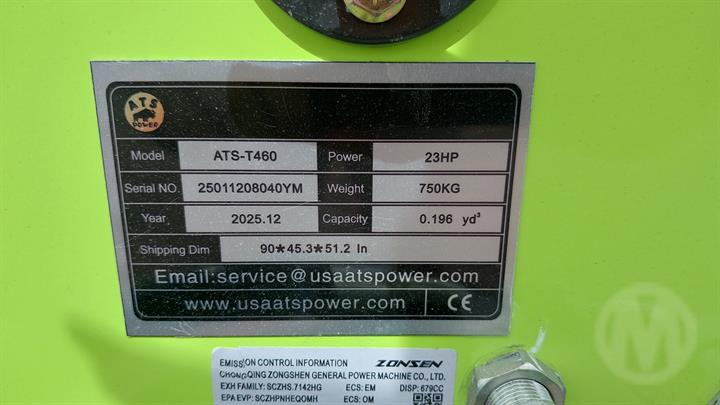 ATS
POWER
Model ATS-T460 Power 23HP
Serial NO. 25011208040YM Weight 750KG
Year 2025.12 Capacity 0.196 yd³
Shipping Dim 90*45.3*51.2 In
Email:service@usaatspower.com
www.usaatspower.com CE
EMISSION CONTROL INFORMATION ZONSEN
CHONGQING ZONGSHEN GENERAL POWER MACHINE CO., LTD.
EXH FAMILY: SCZHS.7142HG ECS: EM DISP: 679CC
EPA EVP: SCZHPNHEQOMH ECS: OM
M